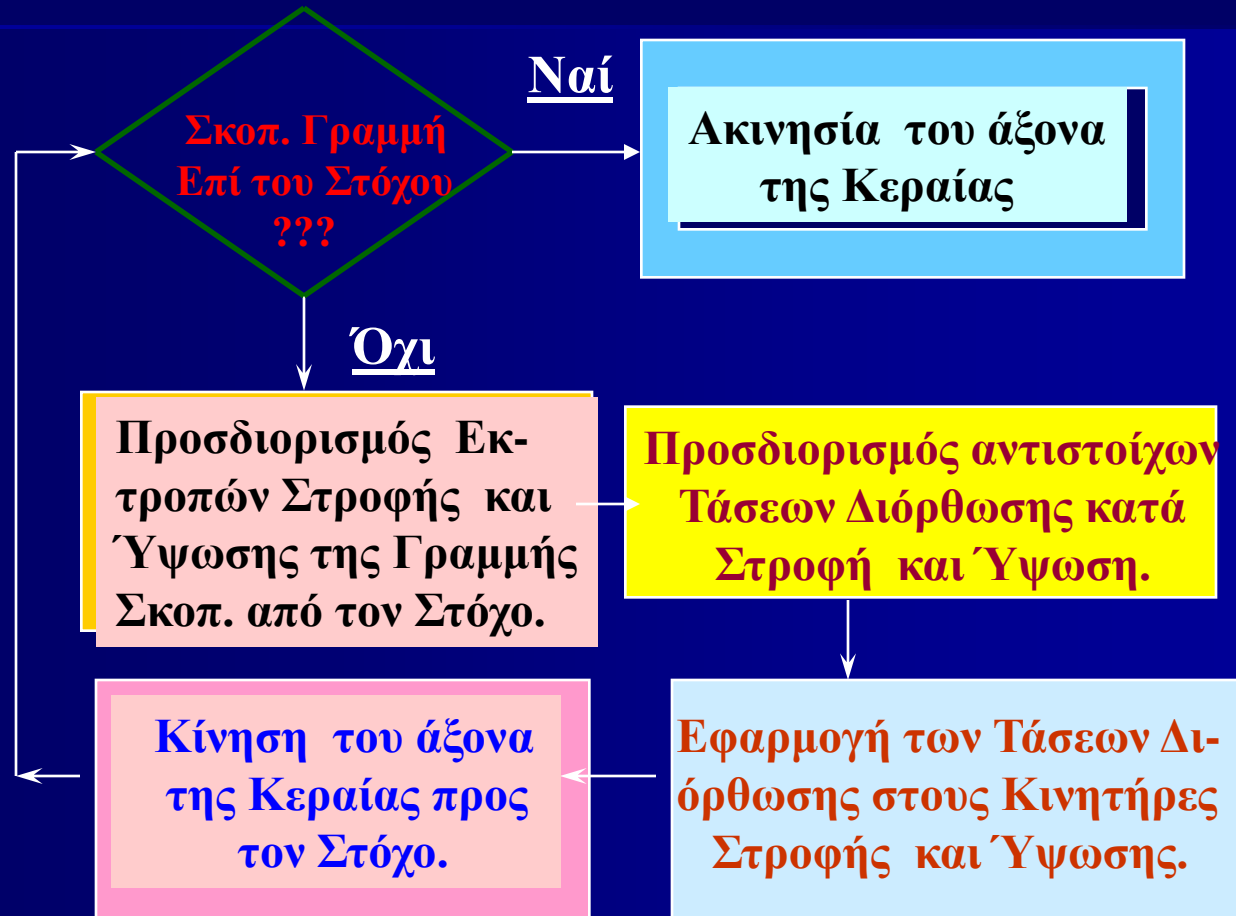 Ναί
Σκοπ. Γραμμή
Επί του Στόχου
???
Ακινησία του άξονα
της Κεραίας
Όχι
Προσδιορισμός Εκ-
τροπών Στροφής και
Ύψωσης της Γραμμής
Σκοπ. από τον Στόχο.
Προσδιορισμός αντιστοίχων
Τάσεων Διόρθωσης κατά
Στροφή και Ύψωση.
Εφαρμογή των Τάσεων Δι-
όρθωσης στους Κινητήρες
Στροφής και Ύψωσης.
Κίνηση του άξονα
της Κεραίας προς
τον Στόχο.